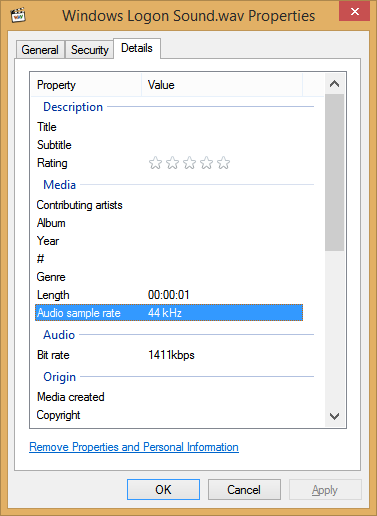 Windows Logon Sound.wav Properties
General Security Details
Property Value
Description
Title
Subtitle
Rating
Media
Contributing artists
Album
Year
#
Genre
Length 00:00:01
Audio sample rate 44 kHz
Audio
Bit rate 1411kbps
Origin
Media created
Copyright
Remove Properties and Personal Information
OK Cancel Apply